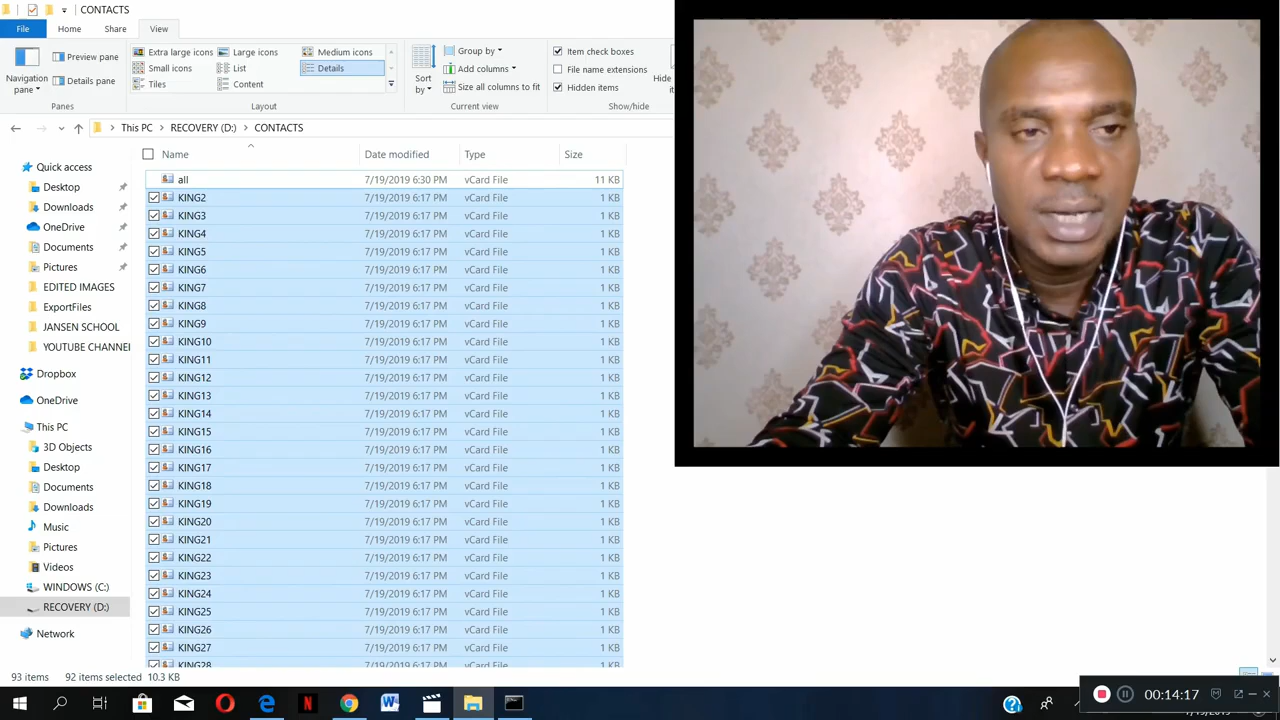 CONTACTS
File
Home
Share
View
Navigation pane
Preview pane
Details pane
Panes
Extra large icons
Large icons
Medium icons
Small icons
List
Details
Tiles
Content
Layout
Sort by
Group by
Add columns
Size all columns to fit
Current view
Item check boxes
File name extensions
Hidden items
Hide
Show/hide
This PC
RECOVERY (D:)
CONTACTS
Quick access
Desktop
Downloads
OneDrive
Documents
Pictures
EDITED IMAGES
ExportFiles
JANSEN SCHOOL
YOUTUBE CHANNE
Dropbox
OneDrive
This PC
3D Objects
Desktop
Documents
Downloads
Music
Pictures
Videos
WINDOWS (C:)
RECOVERY (D:)
Network
Name Date modified Type Size
all 7/19/2019 6:30 PM vCard File 11 KB
KING2 7/19/2019 6:17 PM vCard File 1 KB
KING3 7/19/2019 6:17 PM vCard File 1 KB
KING4 7/19/2019 6:17 PM vCard File 1 KB
KING5 7/19/2019 6:17 PM vCard File 1 KB
KING6 7/19/2019 6:17 PM vCard File 1 KB
KING7 7/19/2019 6:17 PM vCard File 1 KB
KING8 7/19/2019 6:17 PM vCard File 1 KB
KING9 7/19/2019 6:17 PM vCard File 1 KB
KING10 7/19/2019 6:17 PM vCard File 1 KB
KING11 7/19/2019 6:17 PM vCard File 1 KB
KING12 7/19/2019 6:17 PM vCard File 1 KB
KING13 7/19/2019 6:17 PM vCard File 1 KB
KING14 7/19/2019 6:17 PM vCard File 1 KB
KING15 7/19/2019 6:17 PM vCard File 1 KB
KING16 7/19/2019 6:17 PM vCard File 1 KB
KING17 7/19/2019 6:17 PM vCard File 1 KB
KING18 7/19/2019 6:17 PM vCard File 1 KB
KING19 7/19/2019 6:17 PM vCard File 1 KB
KING20 7/19/2019 6:17 PM vCard File 1 KB
KING21 7/19/2019 6:17 PM vCard File 1 KB
KING22 7/19/2019 6:17 PM vCard File 1 KB
KING23 7/19/2019 6:17 PM vCard File 1 KB
KING24 7/19/2019 6:17 PM vCard File 1 KB
KING25 7/19/2019 6:17 PM vCard File 1 KB
KING26 7/19/2019 6:17 PM vCard File 1 KB
KING27 7/19/2019 6:17 PM vCard File 1 KB
KING28 7/19/2019 6:17 PM vCard File 1 KB
93 items 92 items selected 10.3 KB
00:14:17